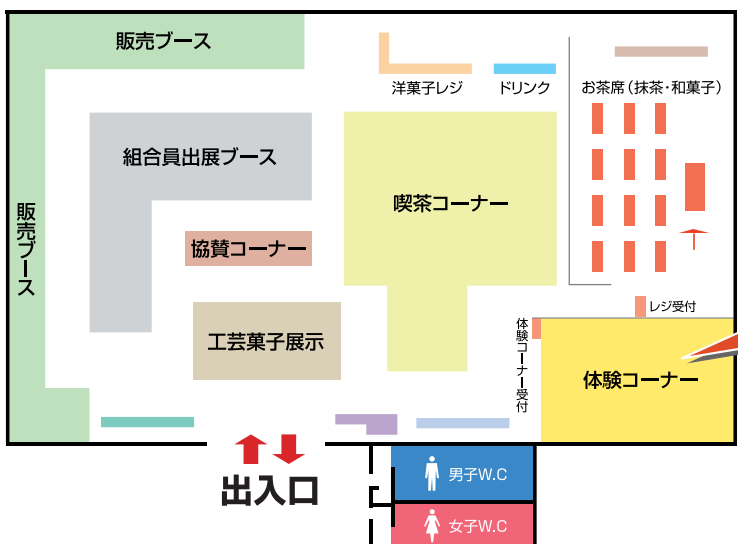 販売ブース
洋菓子レジ
ドリンク
お茶席（抹茶・和菓子）
組合員出展ブース
喫茶コーナー
販売ブース
協賛コーナー
レジ受付
体験コーナー受付
工芸菓子展示
体験コーナー
出入口
男子W.C
女子W.C